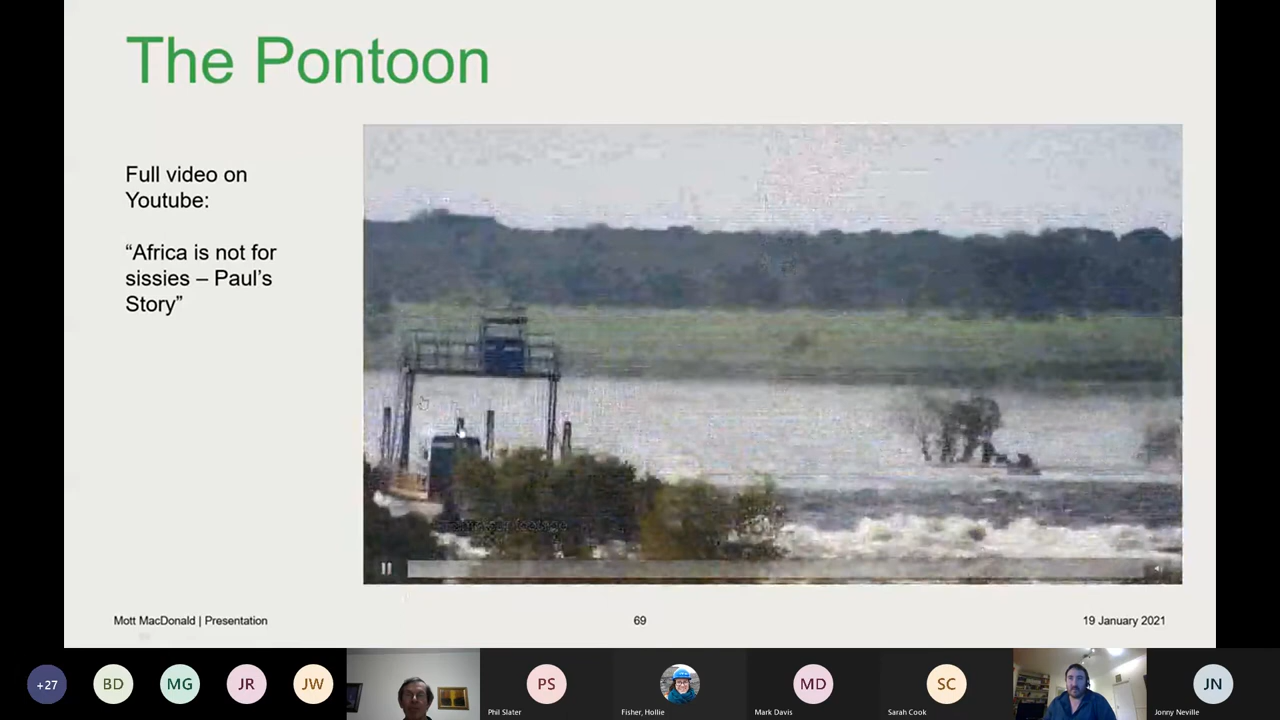 The Pontoon
Full video on
Youtube:
“Africa is not for
sissies – Paul’s
Story”
Mott MacDonald | Presentation
69
19 January 2021
+27
BD
MG
JR
JW
PS
Phil Slater
Fisher, Hollie
MD
Mark Davis
SC
Sarah Cook
JN
Jonny Neville